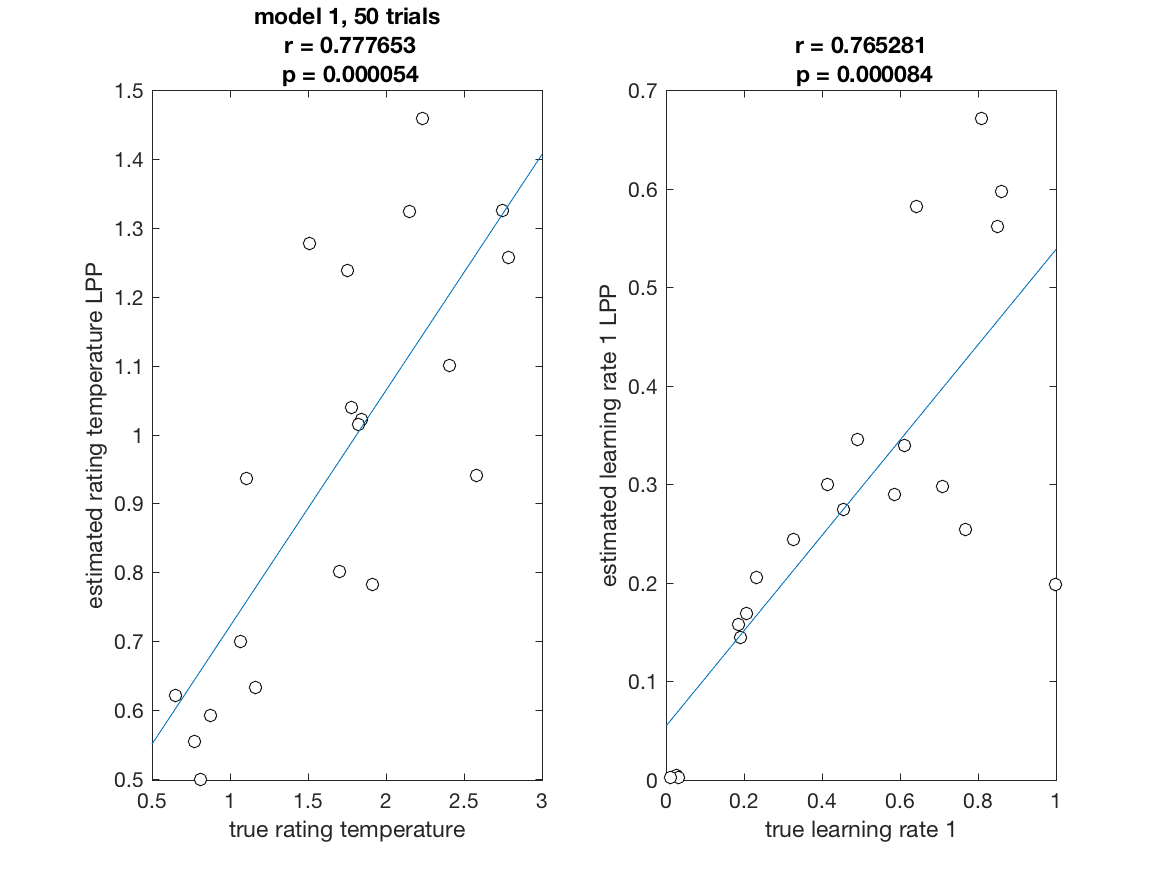 model 1, 50 trials
r = 0.777653
p = 0.000054
1.5
1.4
1.3
1.2
1.1
1
0.9
0.8
0.7
0.6
0.5
estimated rating temperature LPP
0.5 1 1.5 2 2.5 3
true rating temperature
r = 0.765281
p = 0.000084
0.7
0.6
0.5
0.4
0.3
0.2
0.1
0
estimated learning rate 1 LPP
0 0.2 0.4 0.6 0.8 1
true learning rate 1